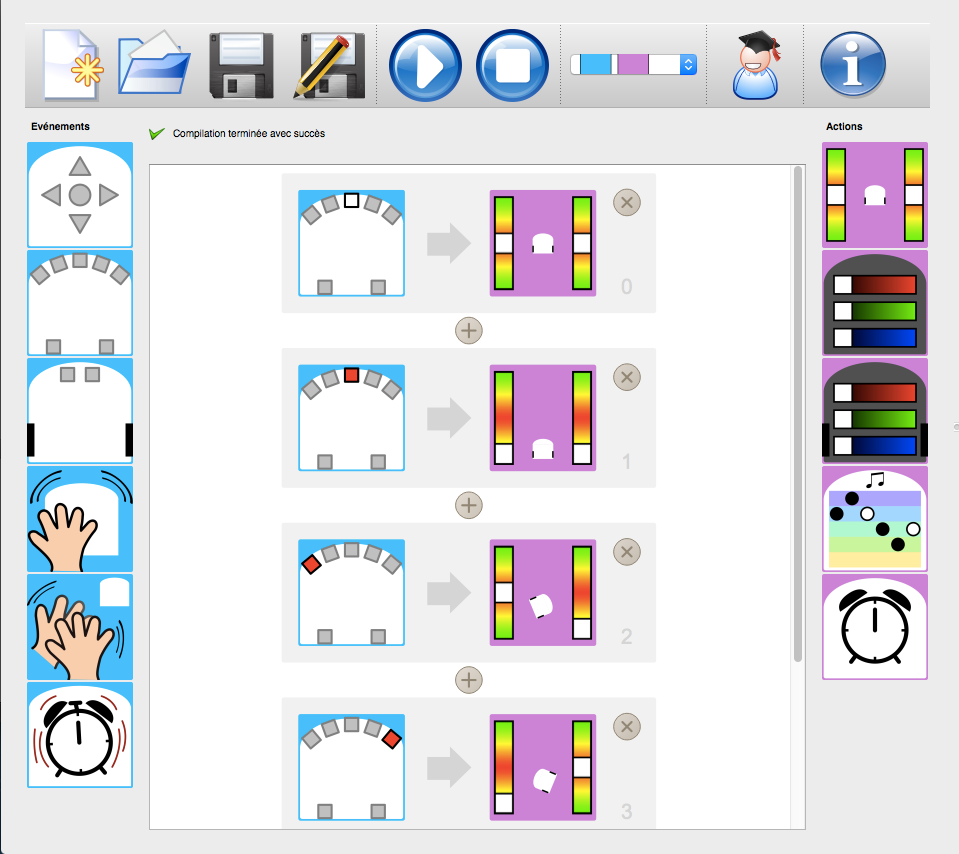 Evénements
Compilation terminée avec succès
Actions
0
1
2
3